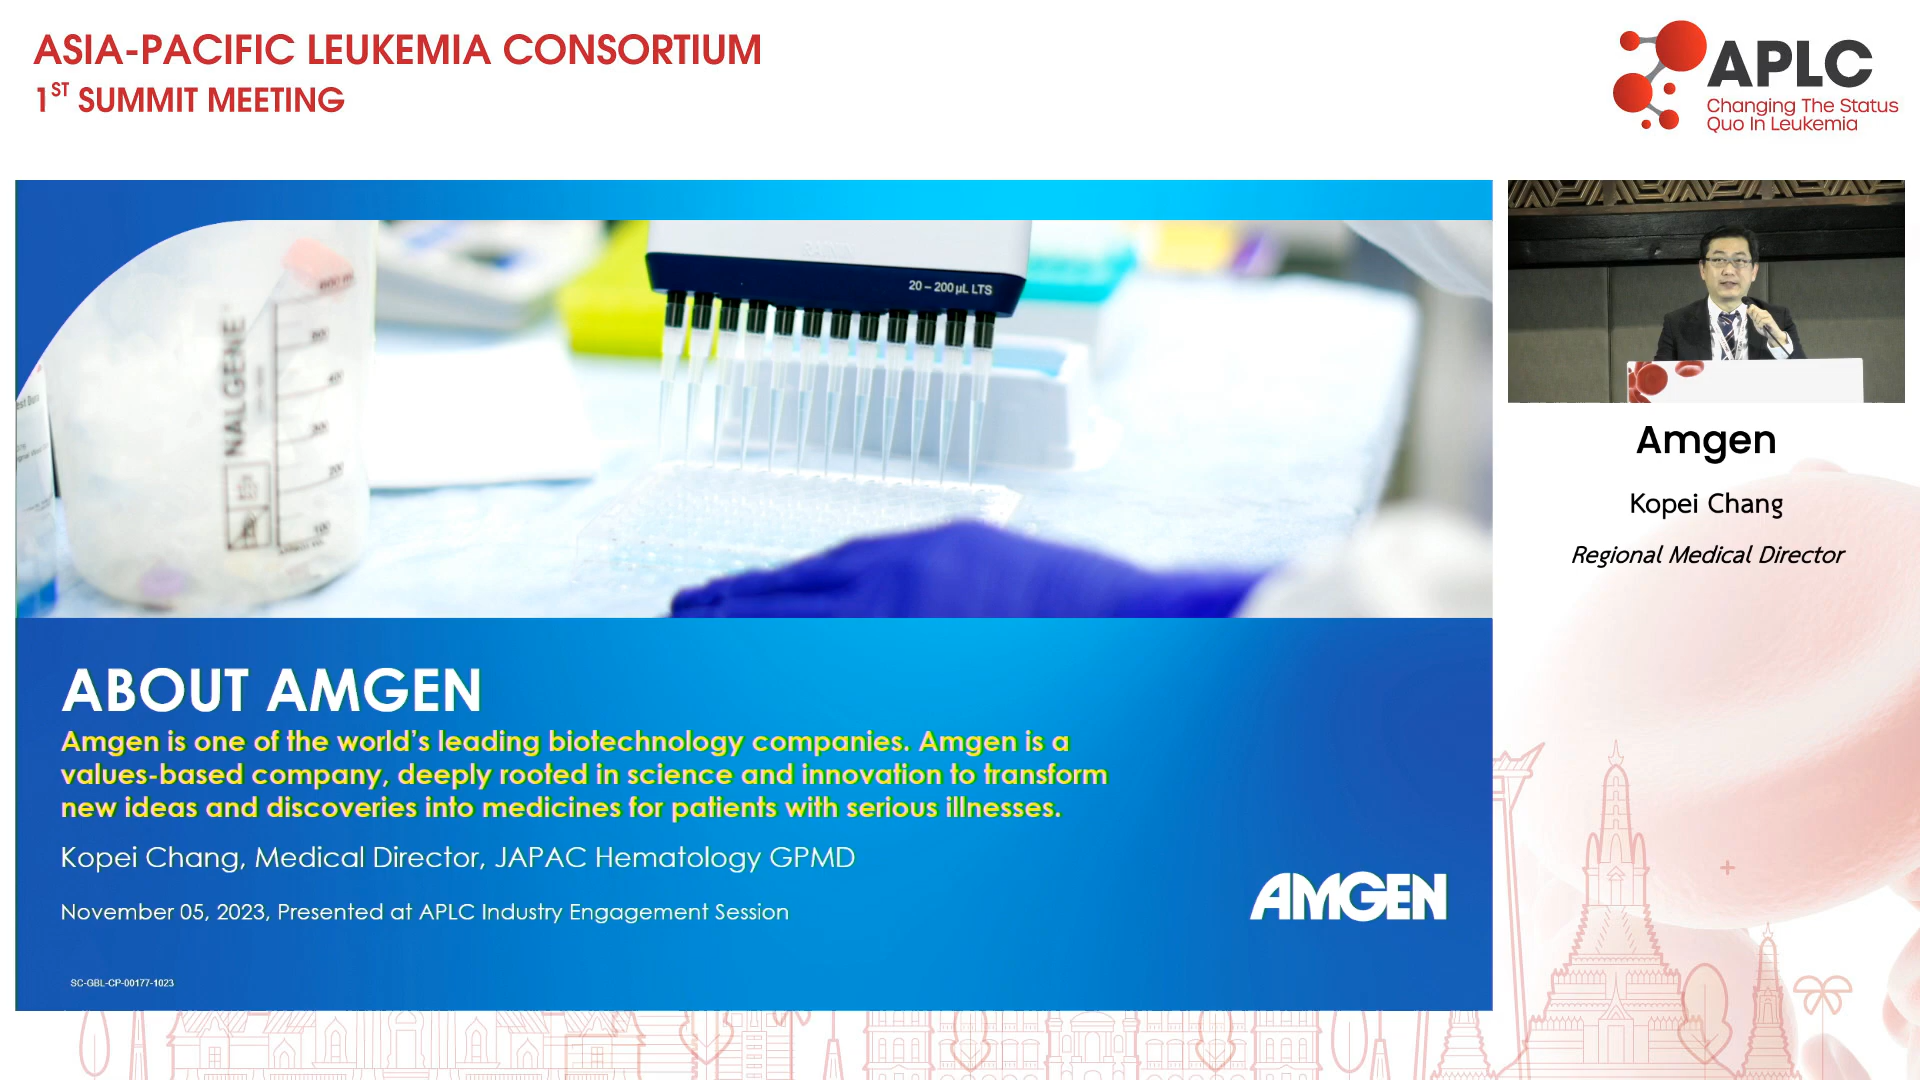 ASIA-PACIFIC LEUKEMIA CONSORTIUM
1ST SUMMIT MEETING
APLC
Changing The Status
Quo In Leukemia
20 – 200 µL LTS
NALGENE
ABOUT AMGEN
Amgen is one of the world's leading biotechnology companies. Amgen is a
values-based company, deeply rooted in science and innovation to transform
new ideas and discoveries into medicines for patients with serious illnesses.
Kopei Chang, Medical Director, JAPAC Hematology GPMD
November 05, 2023, Presented at APLC Industry Engagement Session
AMGEN
SC-GBL-CP-00177-1023
Amgen
Kopei Chang
Regional Medical Director